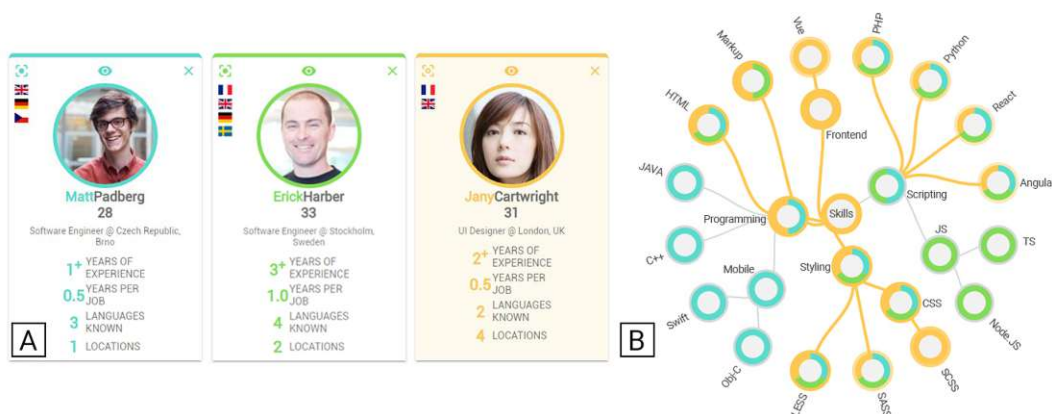 MattPadberg
28
Software Engineer @ Czech Republic,
Brno
1+ YEARS OF
EXPERIENCE
0.5 YEARS PER
JOB
3 LANGUAGES
KNOWN
1 LOCATIONS
A
ErickHarber
33
Software Engineer @ Stockholm,
Sweden
3+ YEARS OF
EXPERIENCE
1.0 YEARS PER
JOB
4 LANGUAGES
KNOWN
2 LOCATIONS
JanyCartwright
31
UI Designer @ London, UK
2+ YEARS OF
EXPERIENCE
0.5 YEARS PER
JOB
2 LANGUAGES
KNOWN
4 LOCATIONS
B
Markup
Vue
PHP
Python
HTML
Frontend
React
JAVA
Programming
Skills
Scripting
Angular
C++
Mobile
Styling
JS
TS
Swift
CSS
Node.JS
Obj-C
LESS
SASS
SCSS